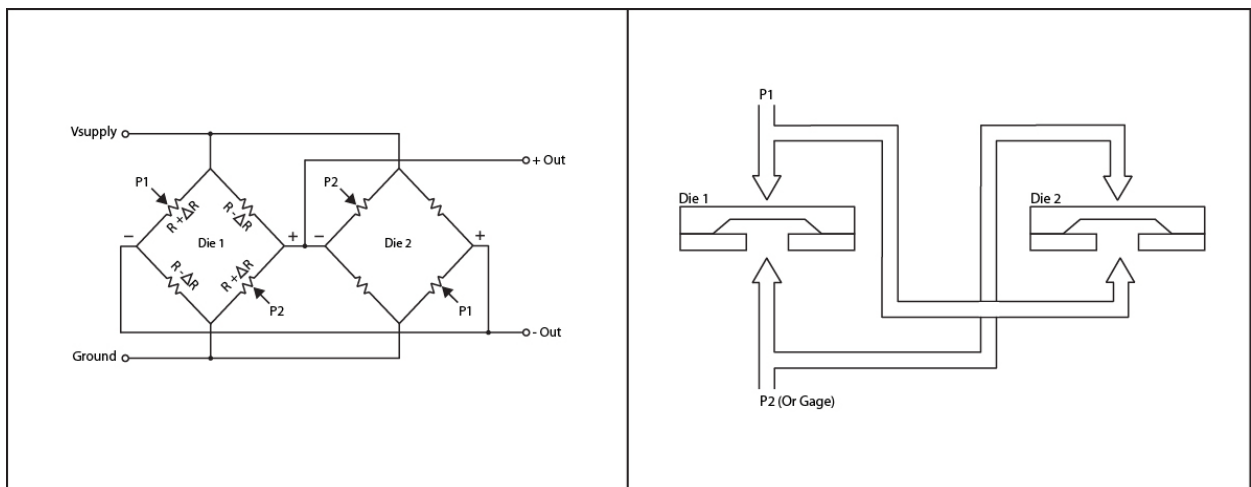 Vsupply
+ Out
P1
P2
R + ΔR
R - ΔR
Die 1
Die 2
−
+
−
+
R - ΔR
R + ΔR
P2
P1
- Out
Ground
P1
Die 1
Die 2
P2 (Or Gage)